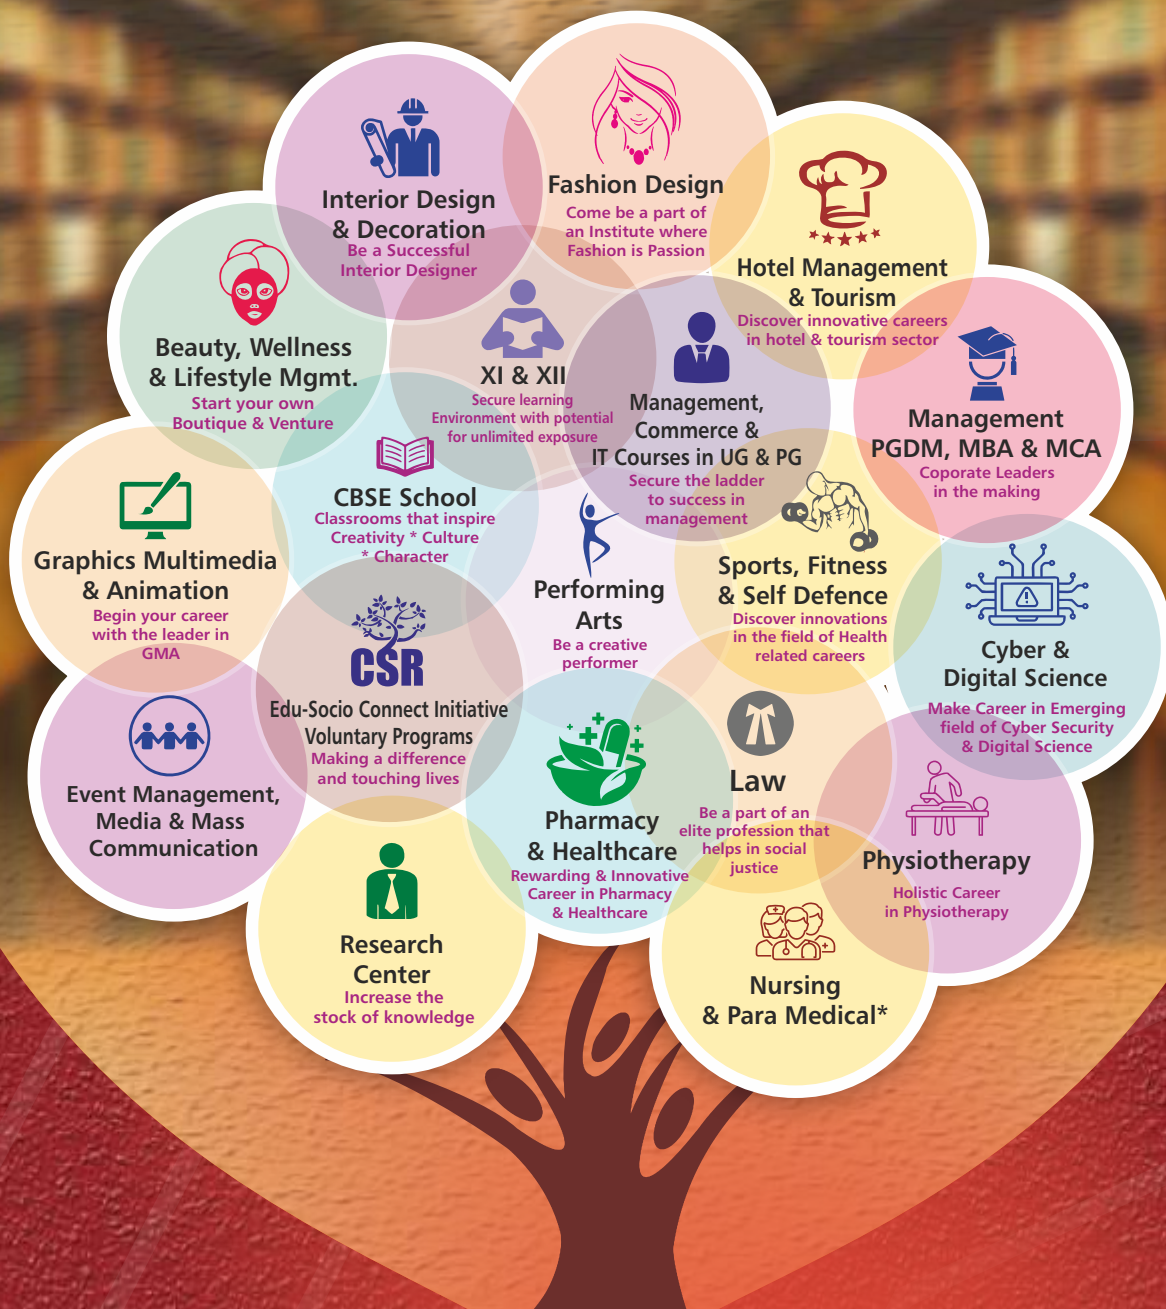 Interior Design
& Decoration
Be a Successful
Interior Designer
Fashion Design
Come be a part of
an Institute where
Fashion is Passion
Hotel Management
& Tourism
Discover innovative careers
in hotel & tourism sector
Beauty, Wellness
& Lifestyle Mgmt.
Start your own
Boutique & Venture
XI & XII
Secure learning
Environment with potential
for unlimited exposure
Management,
Commerce &
IT Courses in UG & PG
Secure the ladder
to success in
management
Management
PGDM, MBA & MCA
Coporate Leaders
in the making
Graphics Multimedia
& Animation
Begin your career
with the leader in
GMA
CBSE School
Classrooms that inspire
Creativity * Culture
* Character
Performing
Arts
Be a creative
performer
Sports, Fitness
& Self Defence
Discover innovations
in the field of Health
related careers
Cyber &
Digital Science
Make Career in Emerging
field of Cyber Security
& Digital Science
CSR
Edu-Socio Connect Initiative
Voluntary Programs
Making a difference
and touching lives
Event Management,
Media & Mass
Communication
Pharmacy
& Healthcare
Rewarding & Innovative
Career in Pharmacy
& Healthcare
Law
Be a part of an
elite profession that
helps in social
justice
Physiotherapy
Holistic Career
in Physiotherapy
Research
Center
Increase the
stock of knowledge
Nursing
& Para Medical*